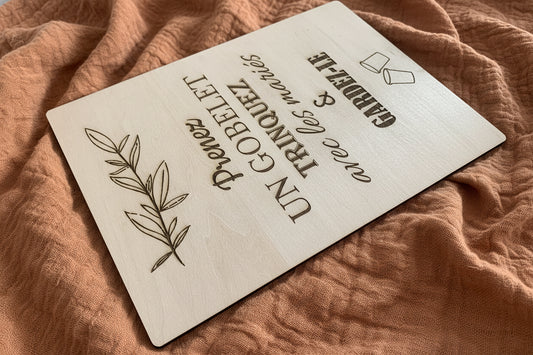 Prenez
UN GOBELET
TRINQUEZ
avec les mariés
&
GARDEZ-LE